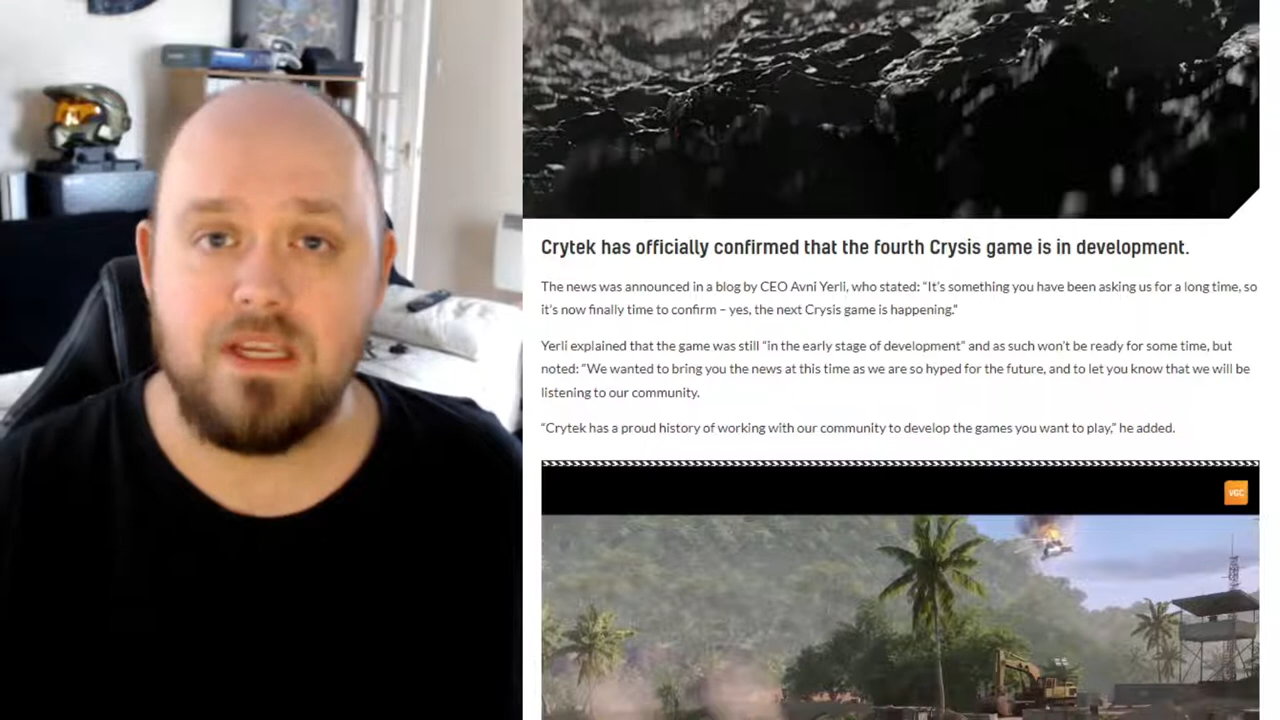 Crytek has officially confirmed that the fourth Crysis game is in development.
The news was announced in a blog by CEO Avni Yerli, who stated: “It’s something you have been asking us for a long time, so
it’s now finally time to confirm – yes, the next Crysis game is happening.”
Yerli explained that the game was still “in the early stage of development” and as such won’t be ready for some time, but
noted: “We wanted to bring you the news at this time as we are so hyped for the future, and to let you know that we will be
listening to our community.
“Crytek has a proud history of working with our community to develop the games you want to play,” he added.
VGC